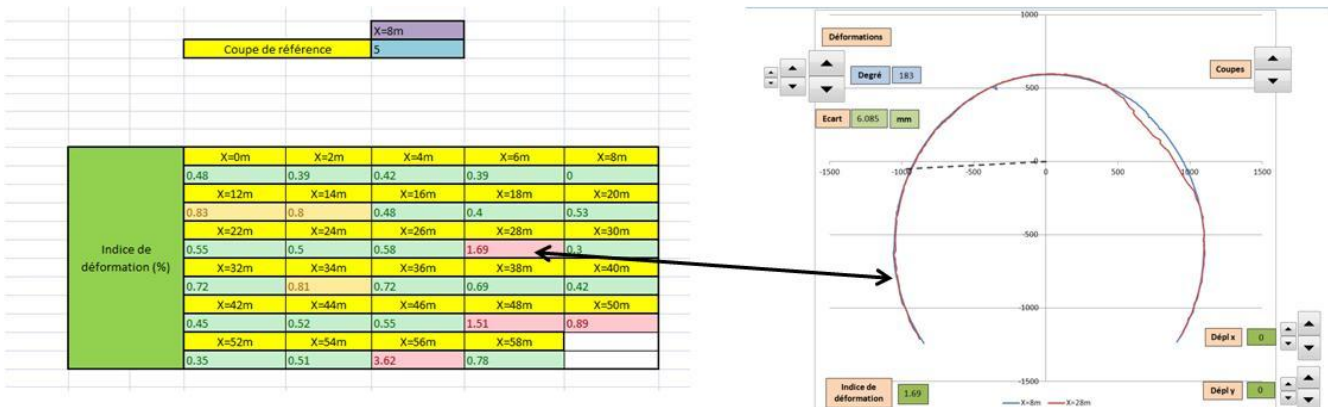 X=8m
Coupe de référence 5
X=0m X=2m X=4m X=6m X=8m
0.48 0.39 0.42 0.39 0
X=12m X=14m X=16m X=18m X=20m
0.83 0.8 0.48 0.4 0.53
X=22m X=24m X=26m X=28m X=30m
0.55 0.5 0.58 1.69 0.3
Indice de
déformation (%)
X=32m X=34m X=36m X=38m X=40m
0.72 0.81 0.72 0.69 0.42
X=42m X=44m X=46m X=48m X=50m
0.45 0.52 0.55 1.51 0.89
X=52m X=54m X=56m X=58m
0.35 0.51 3.62 0.78
1000
Déformations
Degré 183
Coupes
500
Ecart 6.085 mm
0
-1500 -1000 -500 0 500 1000 1500
-500
-1000
Dépl x 0
-1500
Indice de
déformation 1.69
Dépl y 0
X=8m X=28m